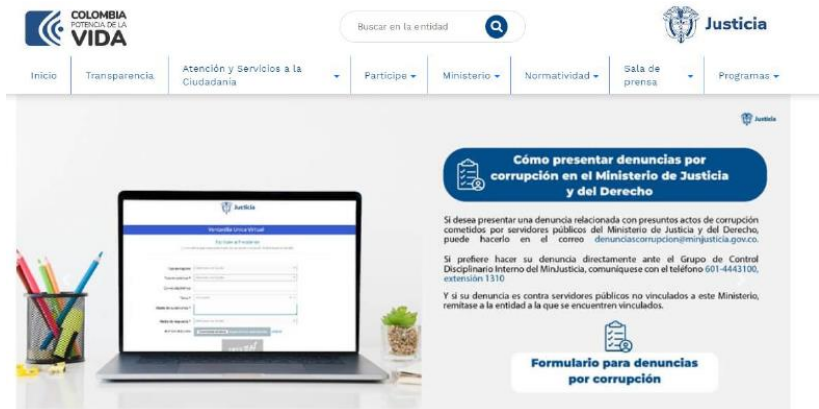 COLOMBIA
POTENCIA DE LA
VIDA
Buscar en la entidad
Justicia
Inicio
Transparencia
Atención y Servicios a la
Ciudadanía
Participe
Ministerio
Normatividad
Sala de
prensa
Programas
Justicia
Cómo presentar denuncias por
corrupción en el Ministerio de Justicia
y del Derecho
Si desea presentar una denuncia relacionada con presuntos actos de corrupción
cometidos por servidores públicos del Ministerio de Justicia y del Derecho,
puede hacerlo en el correo denunciascorrupcion@minjusticia.gov.co.
Si prefiere hacer su denuncia directamente ante el Grupo de Control
Disciplinario Interno del MinJusticia, comuníquese con el teléfono 601-4443100,
extensión 1310
Y si su denuncia es contra servidores públicos no vinculados a este Ministerio,
remítase a la entidad a la que se encuentren vinculados.
Formulario para denuncias
por corrupción
Justicia
Ventanilla Única Virtual